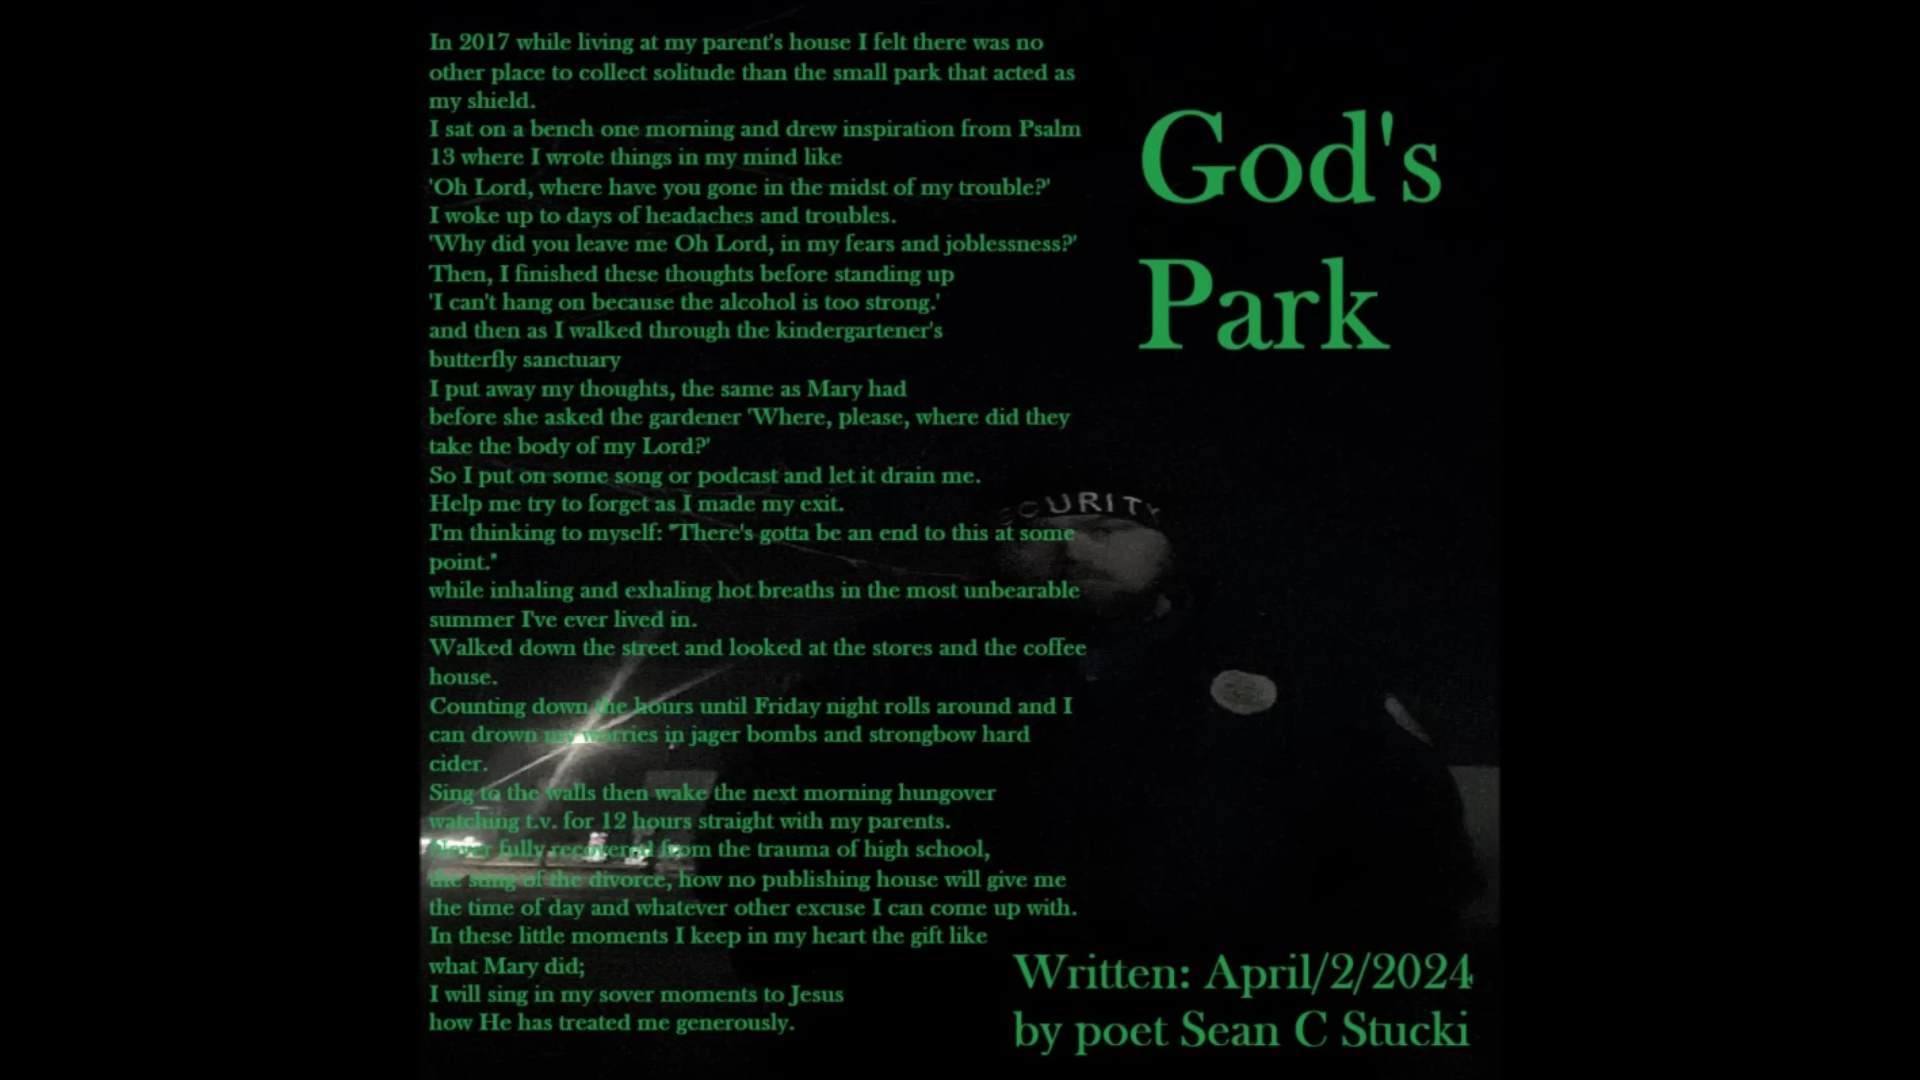 In 2017 while living at my parent's house I felt there was no
other place to collect solitude than the small park that acted as
my shield.
I sat on a bench one morning and drew inspiration from Psalm
13 where I wrote things in my mind like
'Oh Lord, where have you gone in the midst of my trouble?'
I woke up to days of headaches and troubles.
'Why did you leave me Oh Lord, in my fears and joblessness?'
Then, I finished these thoughts before standing up
'I can't hang on because the alcohol is too strong.'
and then as I walked through the kindergartener's
butterfly sanctuary
I put away my thoughts, the same as Mary had
before she asked the gardener 'Where, please, where did they
take the body of my Lord?'
So I put on some song or podcast and let it drain me.
Help me try to forget as I made my exit.
I'm thinking to myself: "There's gotta be an end to this at some
point."
while inhaling and exhaling hot breaths in the most unbearable
summer I've ever lived in.
Walked down the street and looked at the stores and the coffee
house.
Counting down the hours until Friday night rolls around and I
can drown my worries in jager bombs and strongbow hard
cider.
Sing to the walls then wake the next morning hungover
watching t.v. for 12 hours straight with my parents.
Never fully recovered from the trauma of high school,
the sting of the divorce, how no publishing house will give me
the time of day and whatever other excuse I can come up with.
In these little moments I keep in my heart the gift like
what Mary did;
I will sing in my sover moments to Jesus
how He has treated me generously.
God's
Park
CURITY
Written: April/2/2024
by poet Sean C Stucki